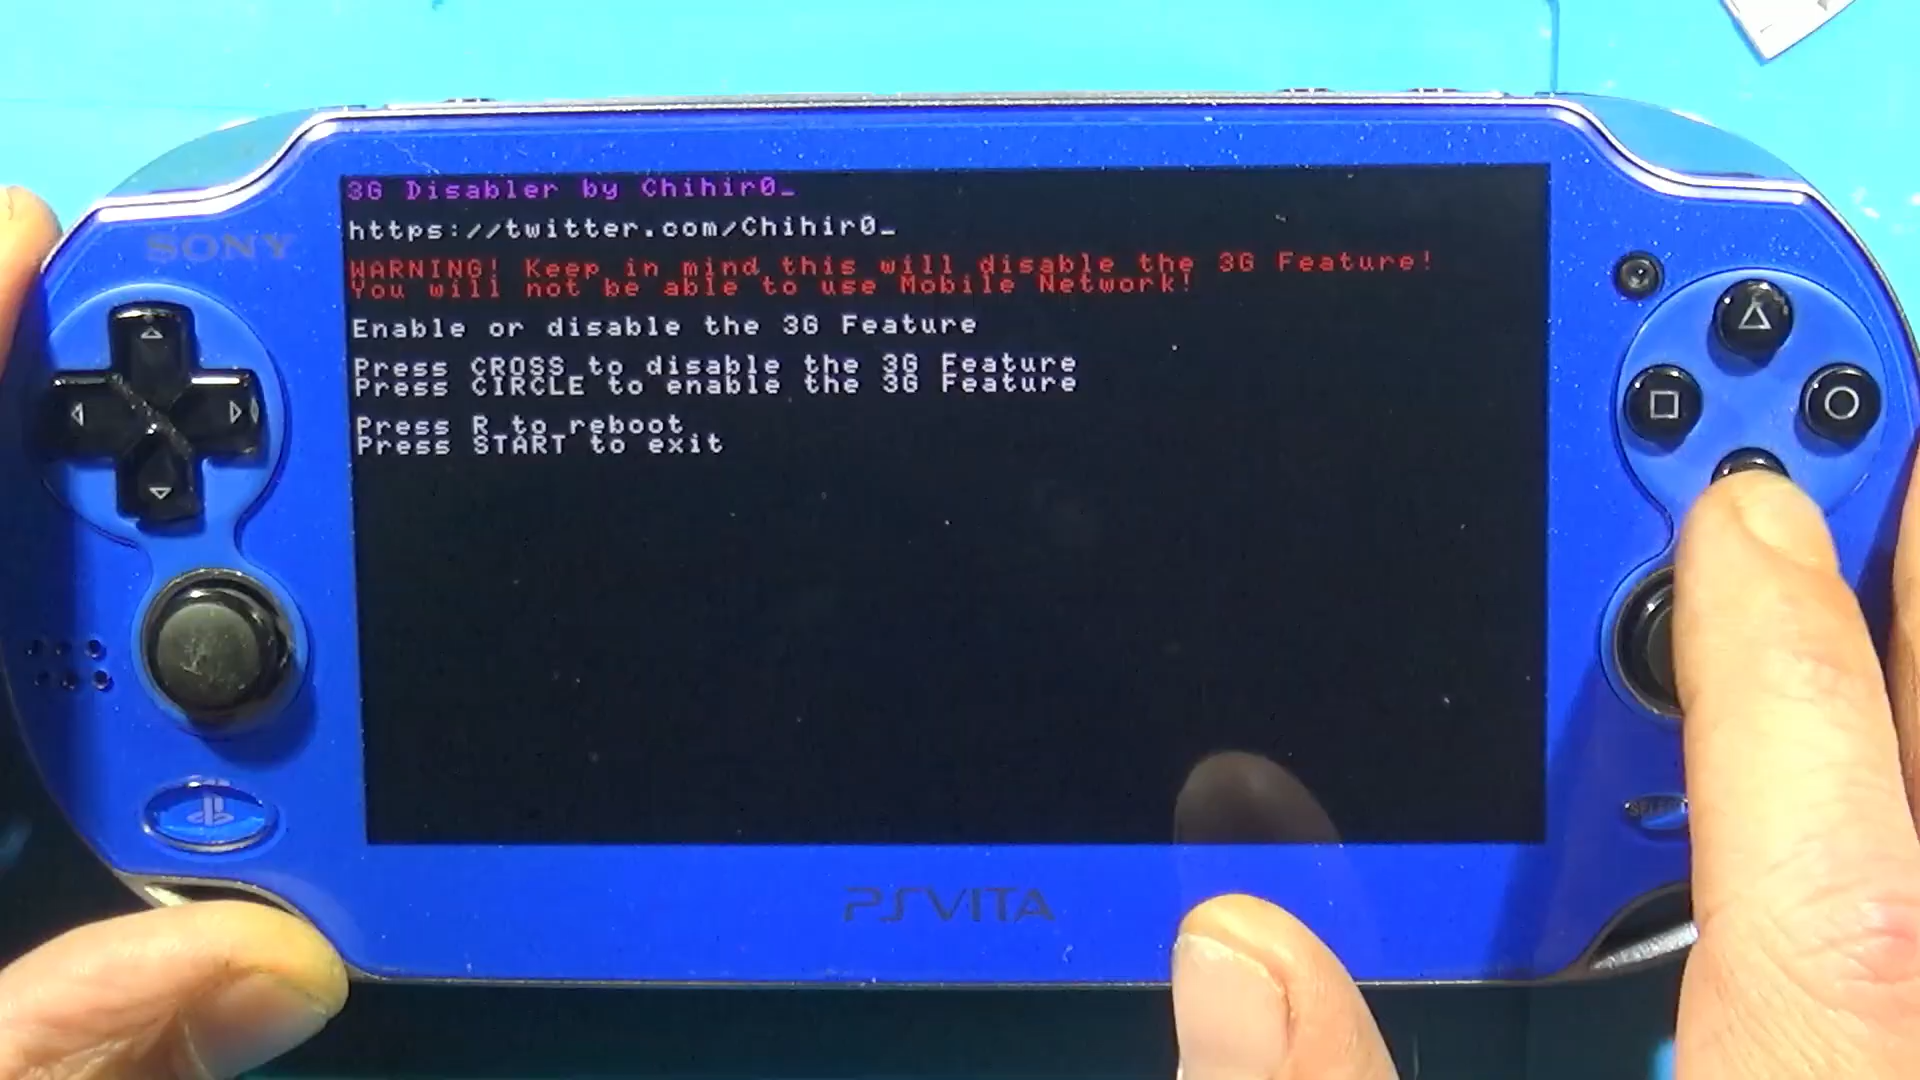 3G Disabler by Chihir0_
https://twitter.com/Chihir0_
WARNING! Keep in mind this will disable the 3G Feature!
You will not be able to use Mobile Network!
Enable or disable the 3G Feature
Press CROSS to disable the 3G Feature
Press CIRCLE to enable the 3G Feature
Press R to reboot
Press START to exit
SONY
SELECT
PSVITA